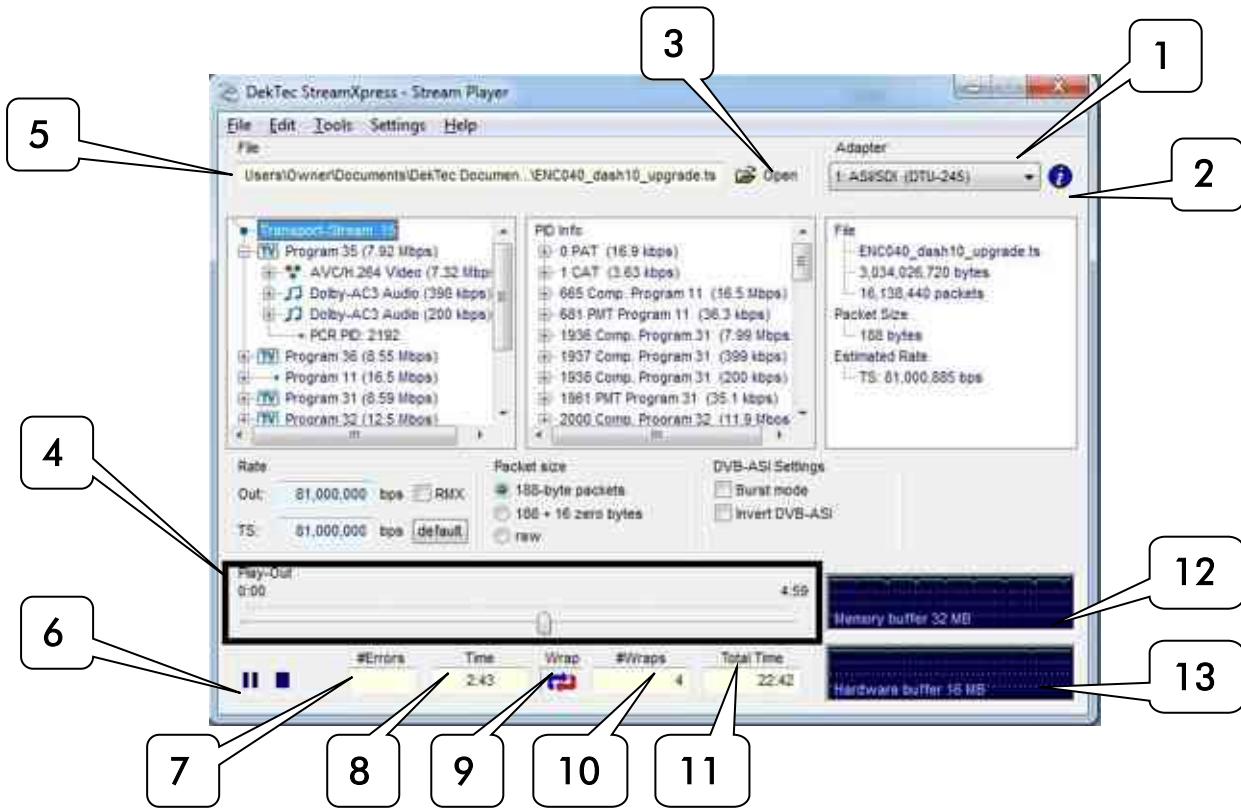 3
1
DekTec StreamXpress - Stream Player
File Edit Tools Settings Help
5
File
Adapter
Users\Owner\Documents\DekTec Documen...\ENC040_dash10_upgrade.ts
Open
1: ASI/SDI (DTU-245)
2
Transport-Stream:
Program 35 (7.92 Mbps)
AVC/H.264 Video (7.32 Mbp
Dolby-AC3 Audio (398 kbps)
Dolby-AC3 Audio (200 kbps)
PCR PID: 2192
Program 36 (8.55 Mbps)
Program 11 (16.5 Mbps)
Program 31 (8.59 Mbps)
Program 32 (12.5 Mbps)
PID Info
0 PAT (16.9 kbps)
1 CAT (3.63 kbps)
665 Comp. Program 11 (16.5 Mbps)
681 PMT Program 11 (36.3 kbps)
1936 Comp. Program 31 (7.99 Mbps
1937 Comp. Program 31 (399 kbps)
1938 Comp. Program 31 (200 kbps)
1961 PMT Program 31 (35.1 kbps)
2000 Comp. Program 32 (11.9 Mbps
File
ENC040_dash10_upgrade.ts
3,034,026,720 bytes
16,138,440 packets
Packet Size
188 bytes
Estimated Rate
TS: 81,000,885 bps
4
Rate
Out: 81,000,000 bps RMX
TS: 81,000,000 bps default
Packet size
188-byte packets
188 + 16 zero bytes
raw
DVB-ASI Settings
Burst mode
Invert DVB-ASI
Play-Out
0:00
4:59
Memory buffer 32 MB
12
6
#Errors
Time
Wrap
#Wraps
Total Time
2:43
4
22:42
Hardware buffer 16 MB
13
7
8
9
10
11